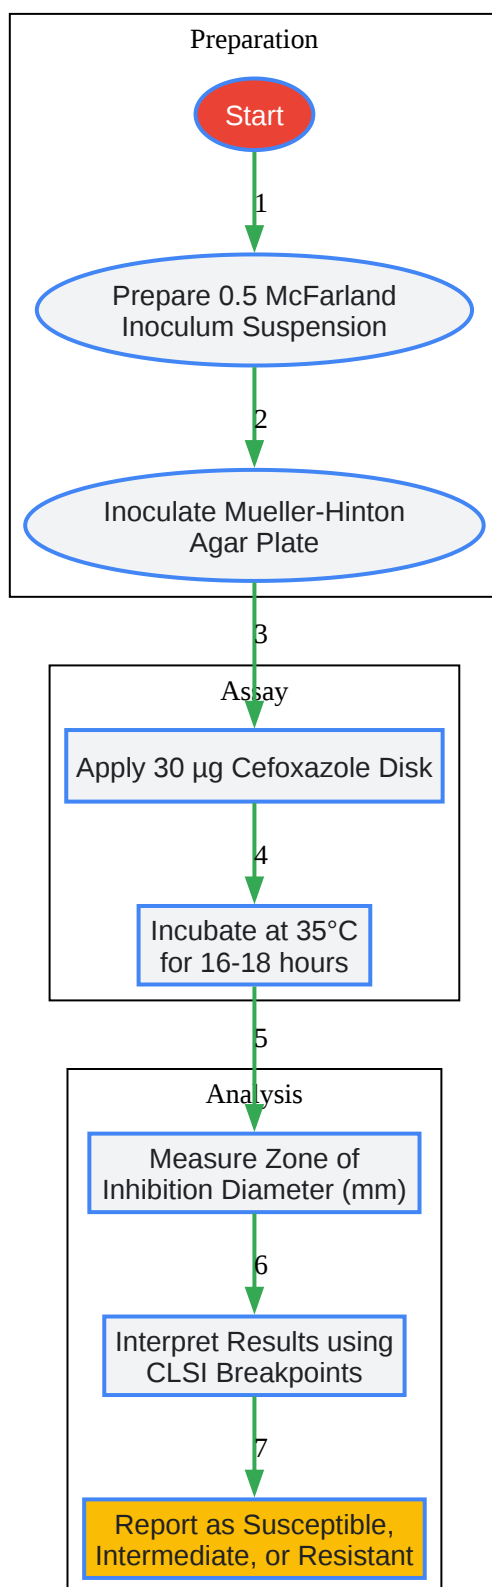 Preparation
Start
1
Prepare 0.5 McFarland
Inoculum Suspension
2
Inoculate Mueller-Hinton
Agar Plate
3
Assay
Apply 30 µg Cefoxazole Disk
4
Incubate at 35°C
for 16-18 hours
5
Analysis
Measure Zone of
Inhibition Diameter (mm)
6
Interpret Results using
CLSI Breakpoints
7
Report as Susceptible,
Intermediate, or Resistant